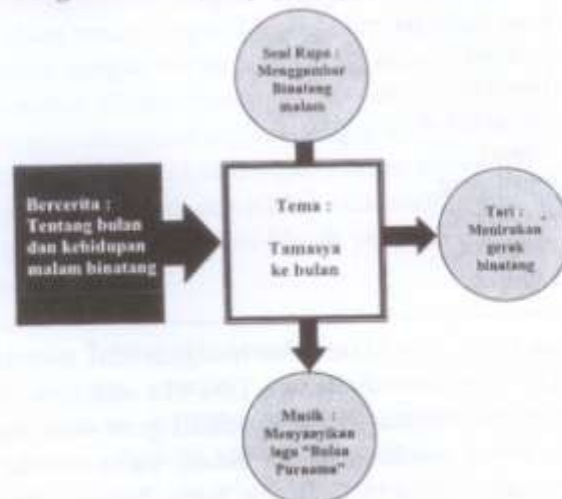 Seni Rupa :
Menggambar
Binatang
malam
Bercerita :
Tentang bulan
dan kehidupan
malam binatang
Tema :
Tamasya
ke bulan
Tari :
Menirukan
gerak
binatang
Musik :
Menyanyikan
lagu "Bulan
Purnama"